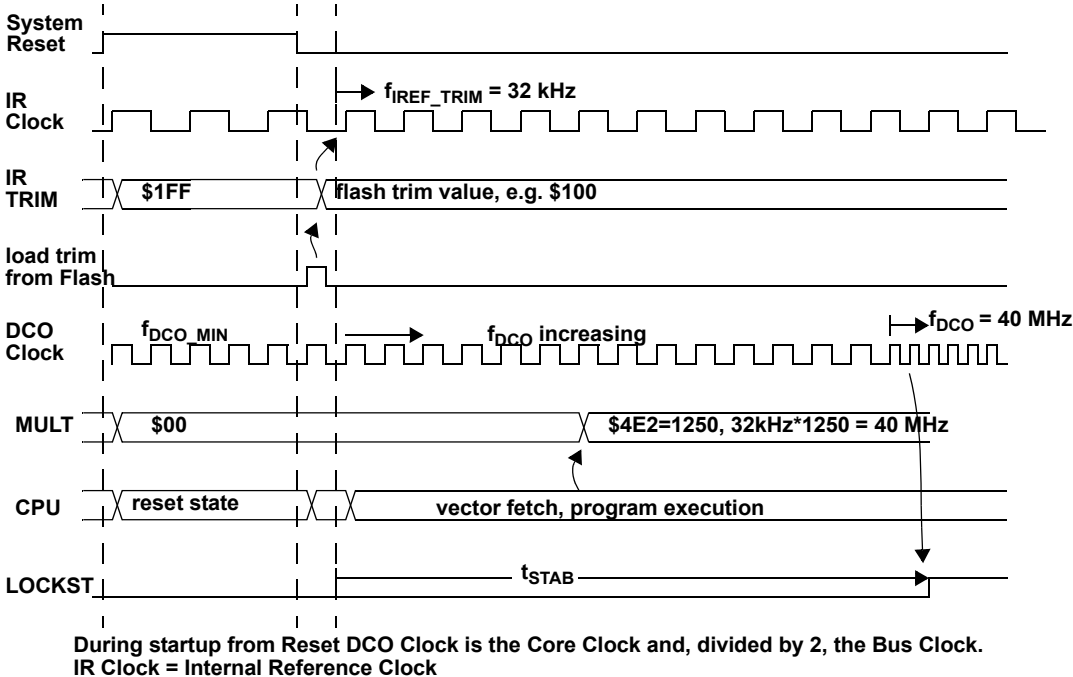 System
Reset
IR
Clock
fIREF_TRIM = 32 kHz
IR
TRIM
$1FF
flash trim value, e.g. $100
load trim
from Flash
DCO
Clock
fDCO_MIN
fDCO increasing
fDCO = 40 MHz
MULT
$00
$4E2=1250, 32kHz*1250 = 40 MHz
CPU
reset state
vector fetch, program execution
LOCKST
tSTAB
During startup from Reset DCO Clock is the Core Clock and, divided by 2, the Bus Clock.
IR Clock = Internal Reference Clock